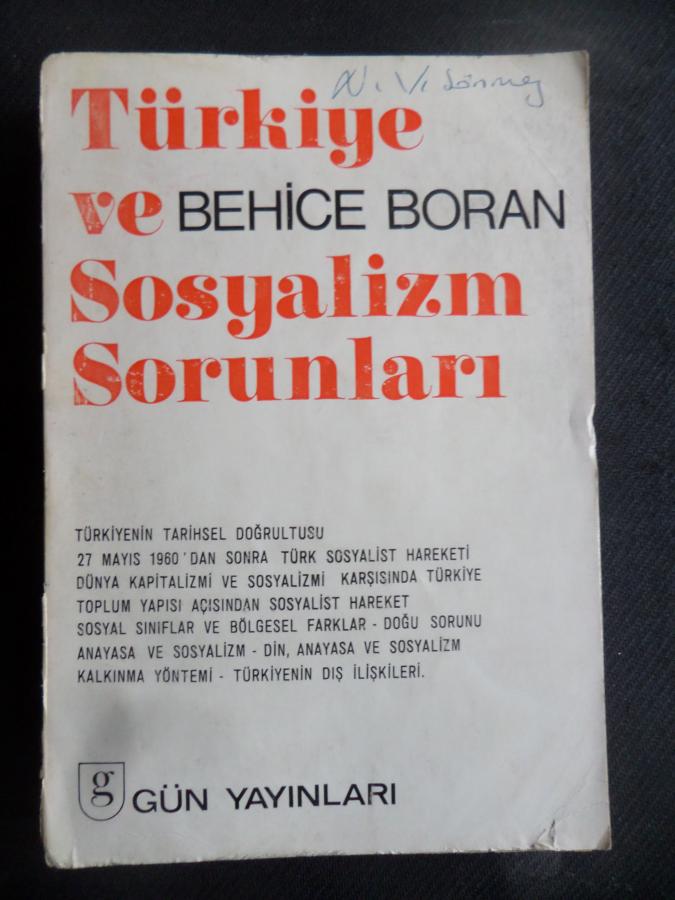 N. V. Sönmez
Türkiye
ve BEHİCE BORAN
Sosyalizm
Sorunları
TÜRKİYENİN TARİHSEL DOĞRULTUSU
27 MAYIS 1960'DAN SONRA TÜRK SOSYALİST HAREKETİ
DÜNYA KAPİTALİZMİ VE SOSYALİZMİ KARŞISINDA TÜRKİYE
TOPLUM YAPISI AÇISINDAN SOSYALİST HAREKET
SOSYAL SINIFLAR VE BÖLGESEL FARKLAR - DOĞU SORUNU
ANAYASA VE SOSYALİZM - DİN, ANAYASA VE SOSYALİZM
KALKINMA YÖNTEMİ - TÜRKİYENİN DIŞ İLİŞKİLERİ.
g GÜN YAYINLARI